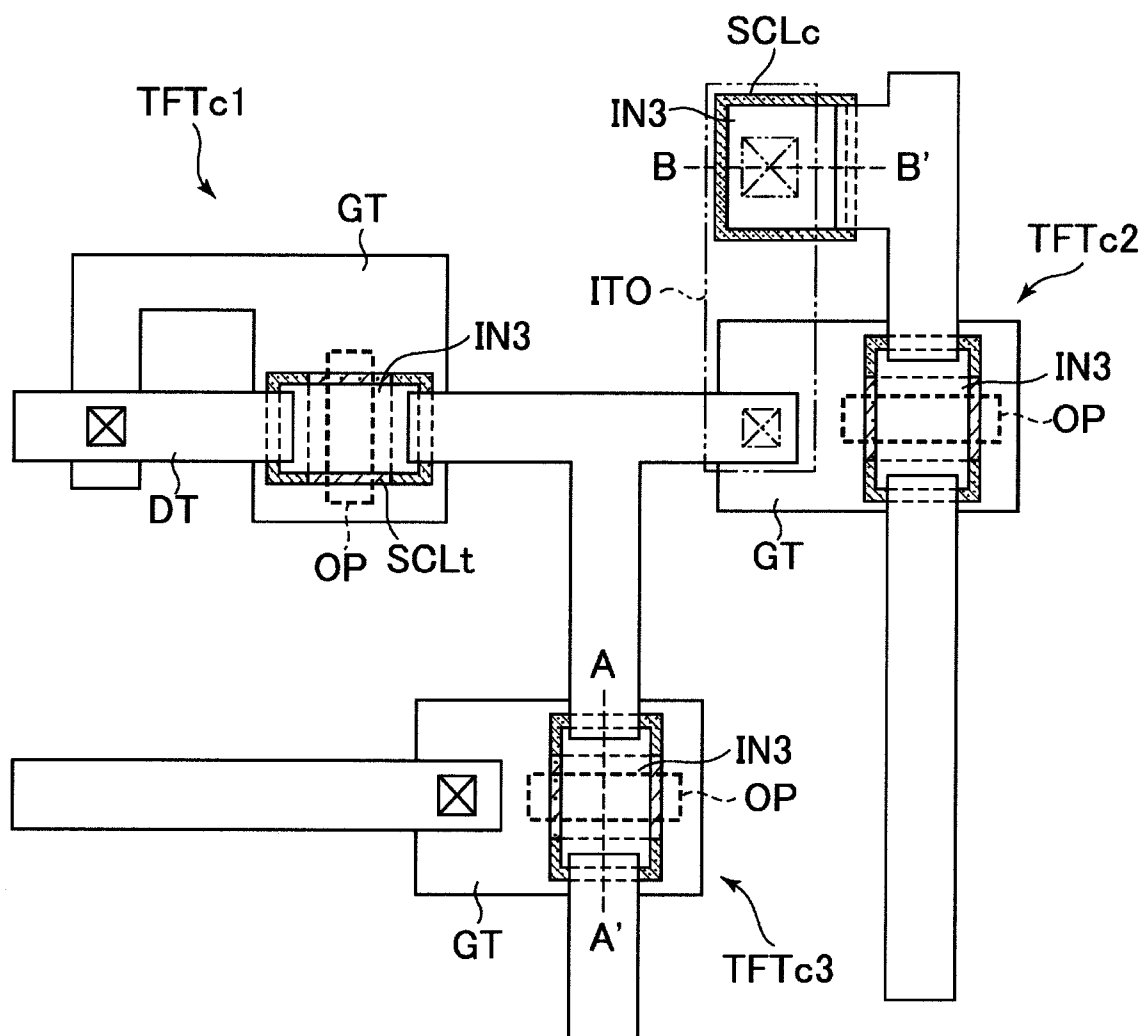 SCLc
TFTc1
IN3
B
B'
GT
TFTc2
ITO
IN3
IN3
OP
DT
OP
SCLt
GT
A
IN3
OP
GT
A'
TFTc3